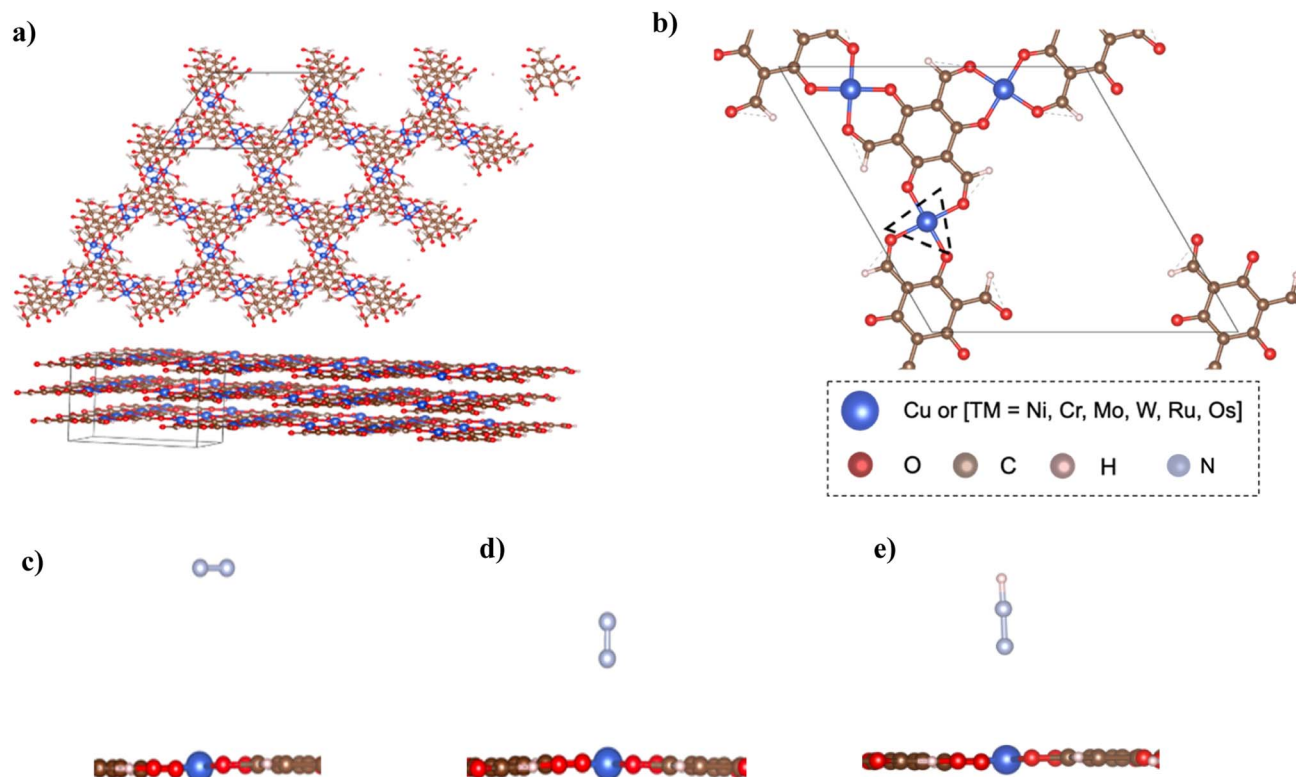 a)
b)
Cu or [TM = Ni, Cr, Mo, W, Ru, Os]
O C H N
c)
d)
e)